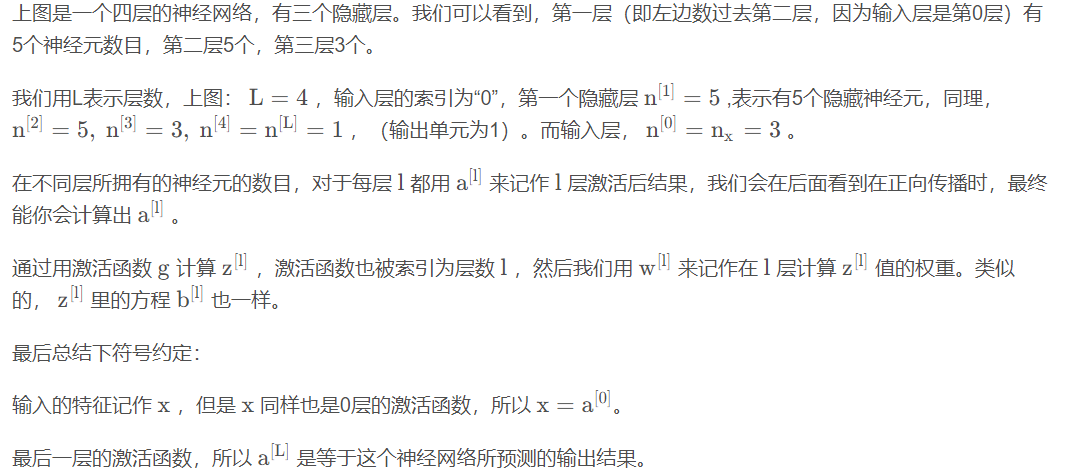 上图是一个四层的神经网络，有三个隐藏层。我们可以看到，第一层（即左边数过去第二层，因为输入层是第0层）有
5个神经元数目，第二层5个，第三层3个。
我们用L表示层数，上图： L = 4 ，输入层的索引为“0”，第一个隐藏层 n^[1] = 5 ,表示有5个隐藏神经元，同理，
n^[2] = 5, n^[3] = 3, n^[4] = n^[L] = 1 ，（输出单元为1）。而输入层， n^[0] = n_x = 3 。
在不同层所拥有的神经元的数目，对于每层 l 都用 a^[l] 来记作 l 层激活后结果，我们会在后面看到在正向传播时，最终
能你会计算出 a^[l] 。
通过用激活函数 g 计算 z^[l] ，激活函数也被索引为层数 l ，然后我们用 w^[l] 来记作在 l 层计算 z^[l] 值的权重。类似
的， z^[l] 里的方程 b^[l] 也一样。
最后总结下符号约定：
输入的特征记作 x ，但是 x 同样也是0层的激活函数，所以 x = a^[0]。
最后一层的激活函数，所以 a^[L] 是等于这个神经网络所预测的输出结果。